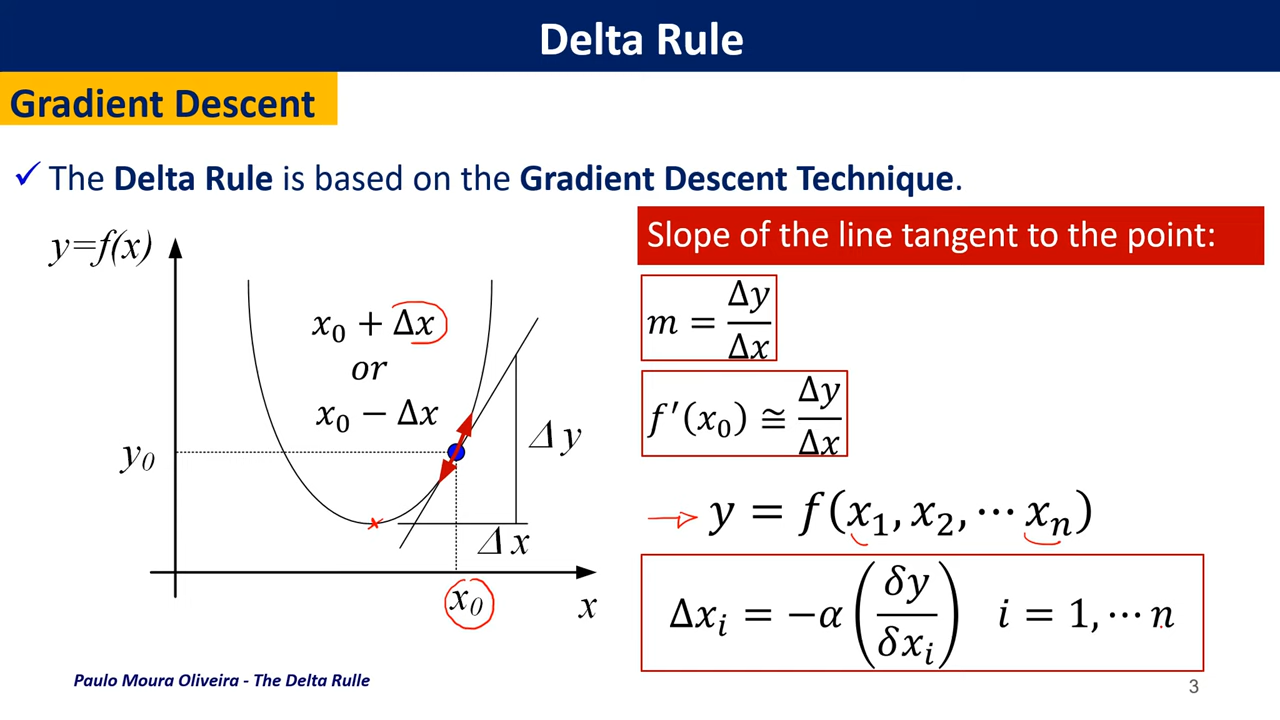 Delta Rule
Gradient Descent
✓ The Delta Rule is based on the Gradient Descent Technique.
y=f(x)
x₀ + Δx
or
x₀ − Δx
y₀
Δy
Δx
x₀
x
Slope of the line tangent to the point:
m = Δy/Δx
f′(x₀) ≅ Δy/Δx
y = f(x₁, x₂, ⋯ xₙ)
Δxᵢ = −α (δy/δxᵢ) i = 1, ⋯ n
Paulo Moura Oliveira - The Delta Rulle
3